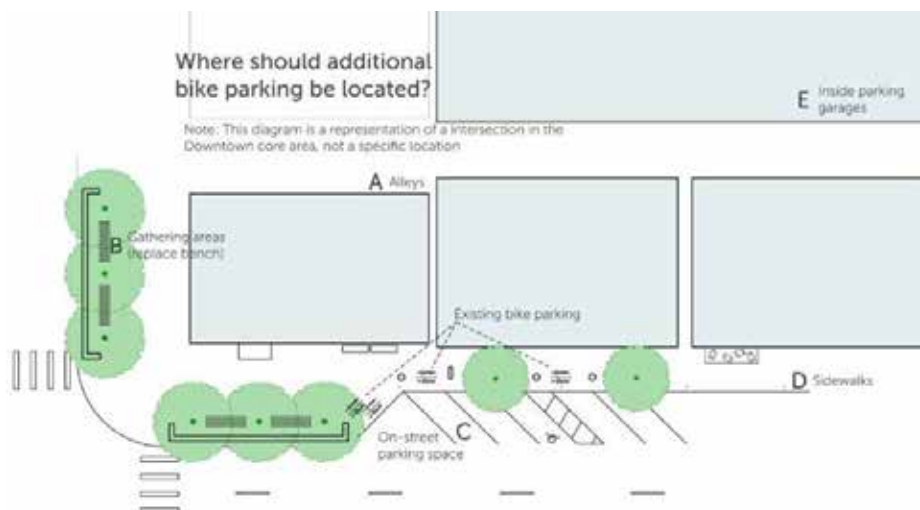 Where should additional
bike parking be located?
Note: This diagram is a representation of a intersection in the
Downtown core area, not a specific location
E Inside parking
garages
A Alleys
B Gathering areas
(replace bench)
Existing bike parking
D Sidewalks
C
On-street
parking space